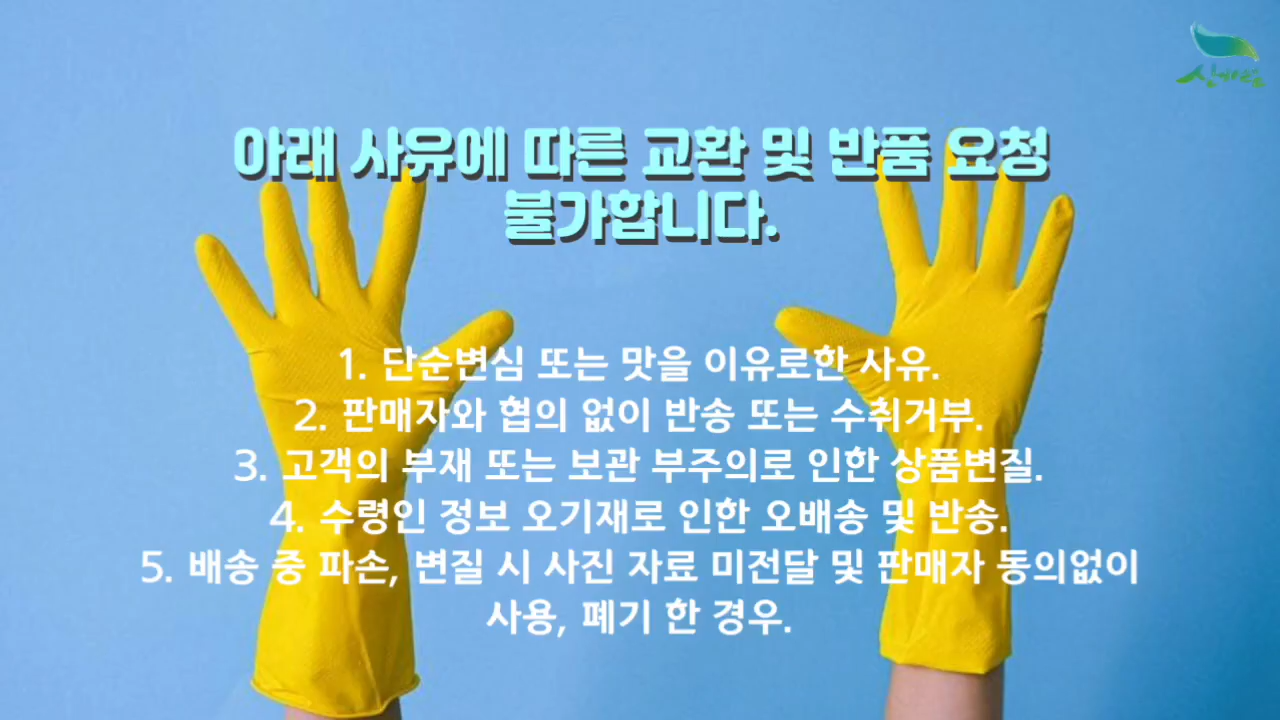 아래 사유에 따른 교환 및 반품 요청
불가합니다.
1. 단순변심 또는 맛을 이유로한 사유.
2. 판매자와 협의 없이 반송 또는 수취거부.
3. 고객의 부재 또는 보관 부주의로 인한 상품변질.
4. 수령인 정보 오기재로 인한 오배송 및 반송.
5. 배송 중 파손, 변질 시 사진 자료 미전달 및 판매자 동의없이
사용, 폐기 한 경우.